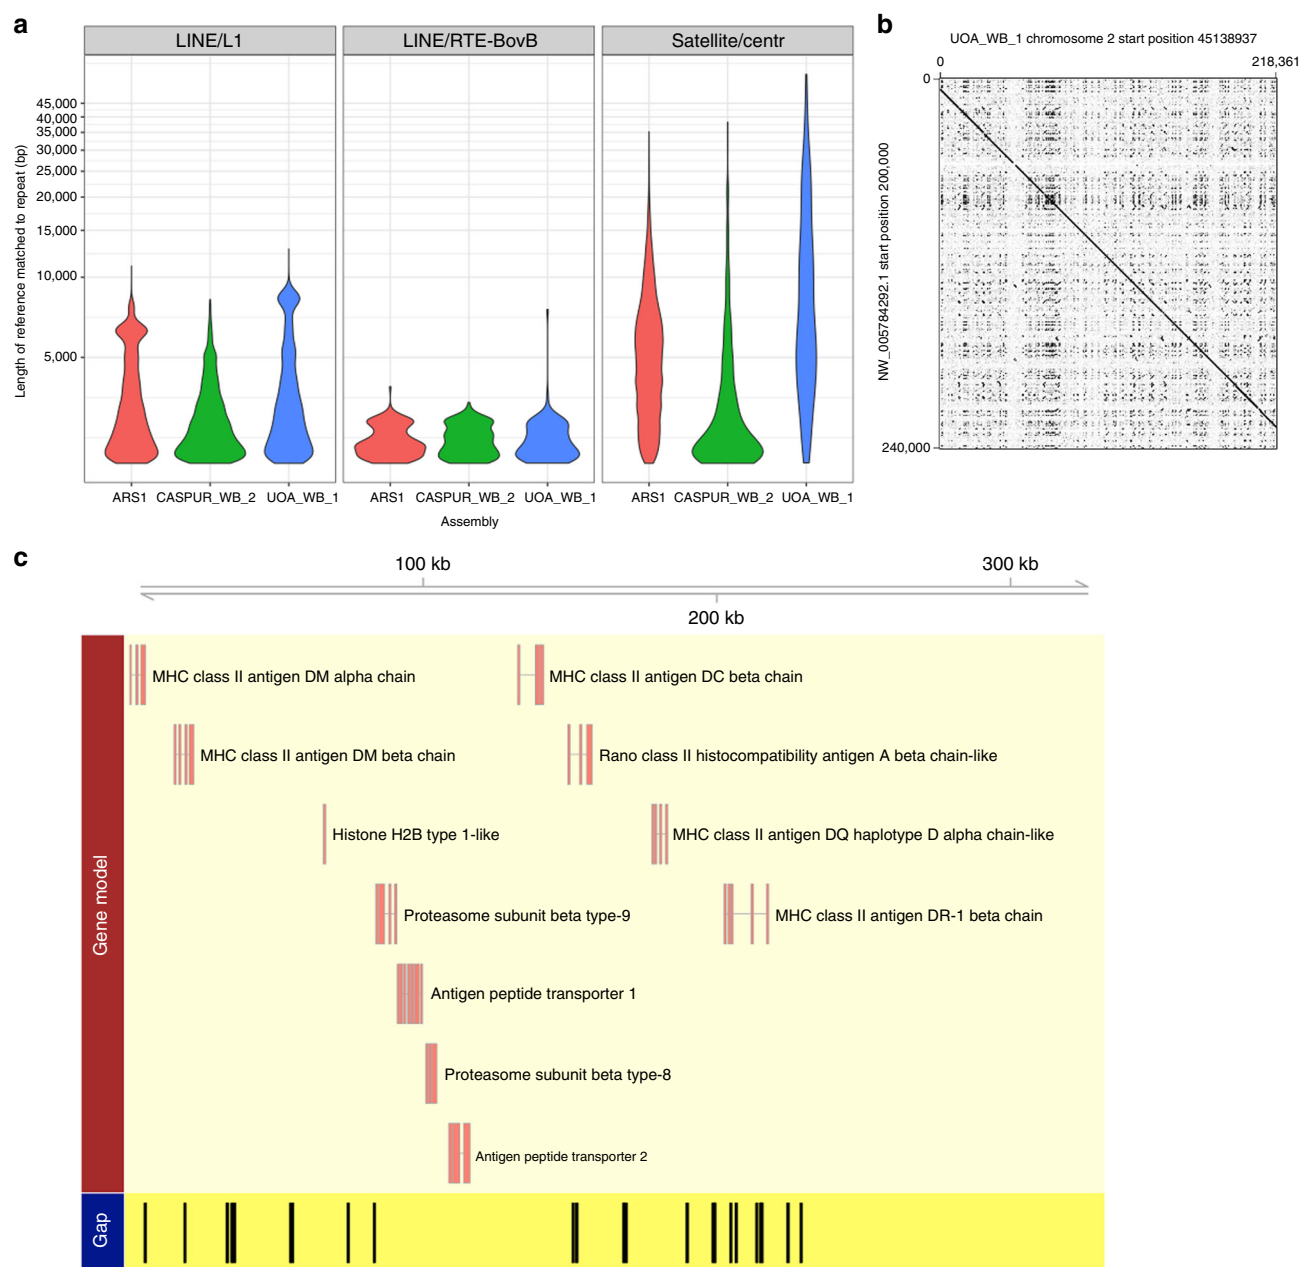 a
LINE/L1
LINE/RTE-BovB
Satellite/centr
Length of reference matched to repeat (bp)
45,000
40,000
35,000
30,000
25,000
20,000
15,000
10,000
5,000
ARS1 CASPUR_WB_2 UOA_WB_1
ARS1 CASPUR_WB_2 UOA_WB_1
ARS1 CASPUR_WB_2 UOA_WB_1
Assembly
b
UOA_WB_1 chromosome 2 start position 45138937
0 218,361
0
NW_005784292.1 start position 200,000
240,000
c
100 kb 300 kb
200 kb
Gene model
MHC class II antigen DM alpha chain
MHC class II antigen DC beta chain
MHC class II antigen DM beta chain
Rano class II histocompatibility antigen A beta chain-like
Histone H2B type 1-like
MHC class II antigen DQ haplotype D alpha chain-like
Proteasome subunit beta type-9
MHC class II antigen DR-1 beta chain
Antigen peptide transporter 1
Proteasome subunit beta type-8
Antigen peptide transporter 2
Gap